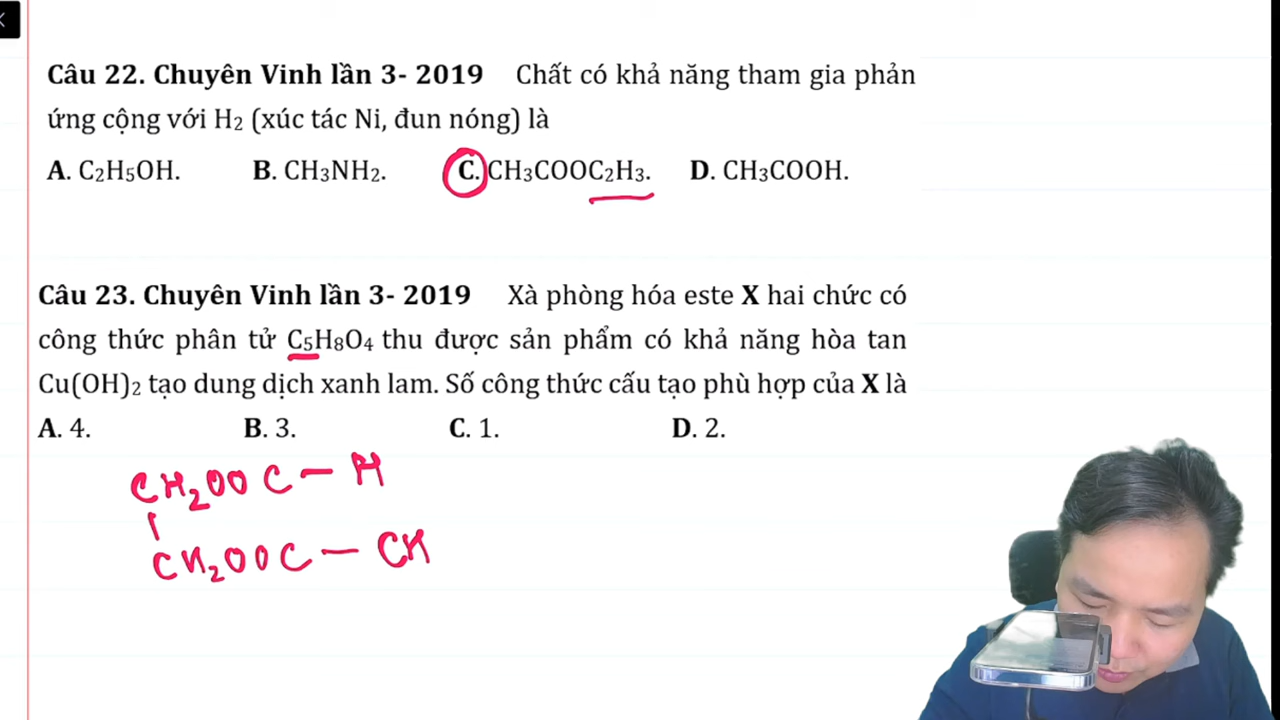 Câu 22. Chuyên Vinh lần 3- 2019 Chất có khả năng tham gia phản
ứng cộng với H₂ (xúc tác Ni, đun nóng) là
A. C₂H₅OH. B. CH₃NH₂. C. CH₃COOC₂H₃. D. CH₃COOH.
Câu 23. Chuyên Vinh lần 3- 2019 Xà phòng hóa este X hai chức có
công thức phân tử C₅H₈O₄ thu được sản phẩm có khả năng hòa tan
Cu(OH)₂ tạo dung dịch xanh lam. Số công thức cấu tạo phù hợp của X là
A. 4. B. 3. C. 1. D. 2.
CH₂OOC — H
CH₂OOC — CH